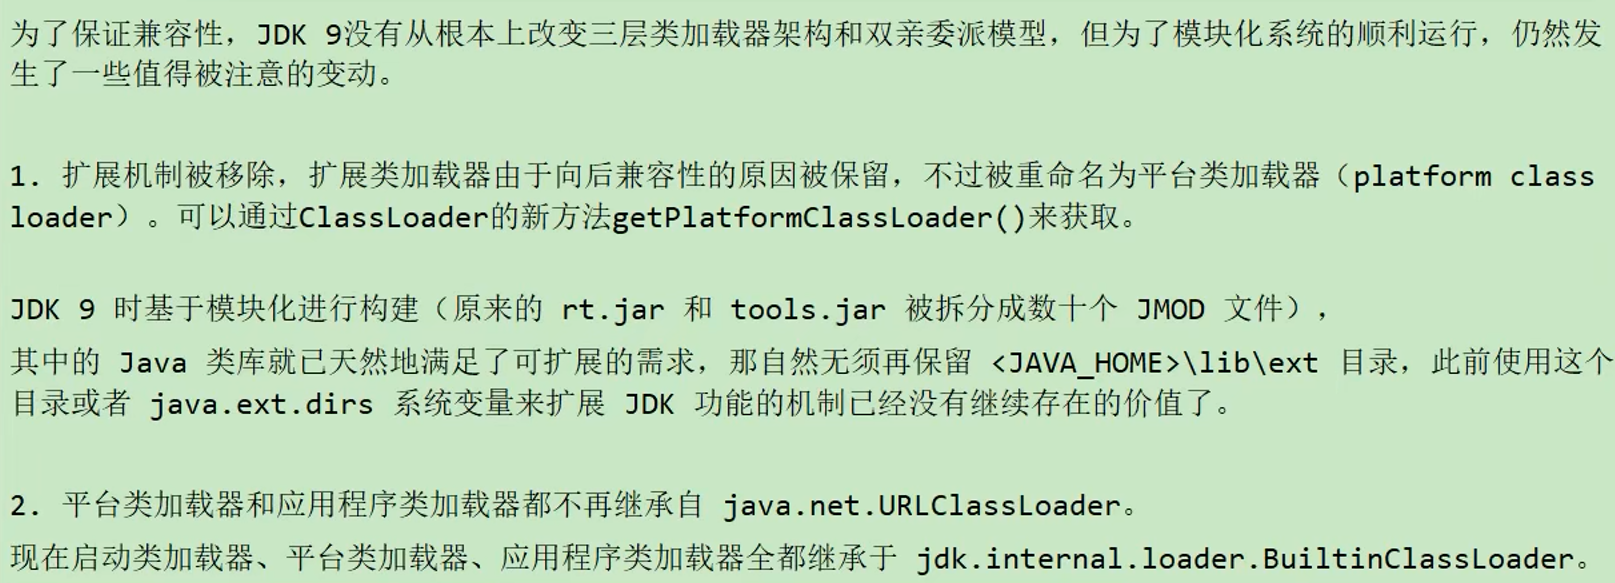 为了保证兼容性，JDK 9没有从根本上改变三层类加载器架构和双亲委派模型，但为了模块化系统的顺利运行，仍然发
生了一些值得被注意的变动。
1. 扩展机制被移除，扩展类加载器由于向后兼容性的原因被保留，不过被重命名为平台类加载器（platform class
loader）。可以通过ClassLoader的新方法getPlatformClassLoader()来获取。
JDK 9 时基于模块化进行构建（原来的 rt.jar 和 tools.jar 被拆分成数十个 JMOD 文件），
其中的 Java 类库就已天然地满足了可扩展的需求，那自然无须再保留 <JAVA_HOME>\lib\ext 目录，此前使用这个
目录或者 java.ext.dirs 系统变量来扩展 JDK 功能的机制已经没有继续存在的价值了。
2. 平台类加载器和应用程序类加载器都不再继承自 java.net.URLClassLoader。
现在启动类加载器、平台类加载器、应用程序类加载器全都继承于 jdk.internal.loader.BuiltinClassLoader。